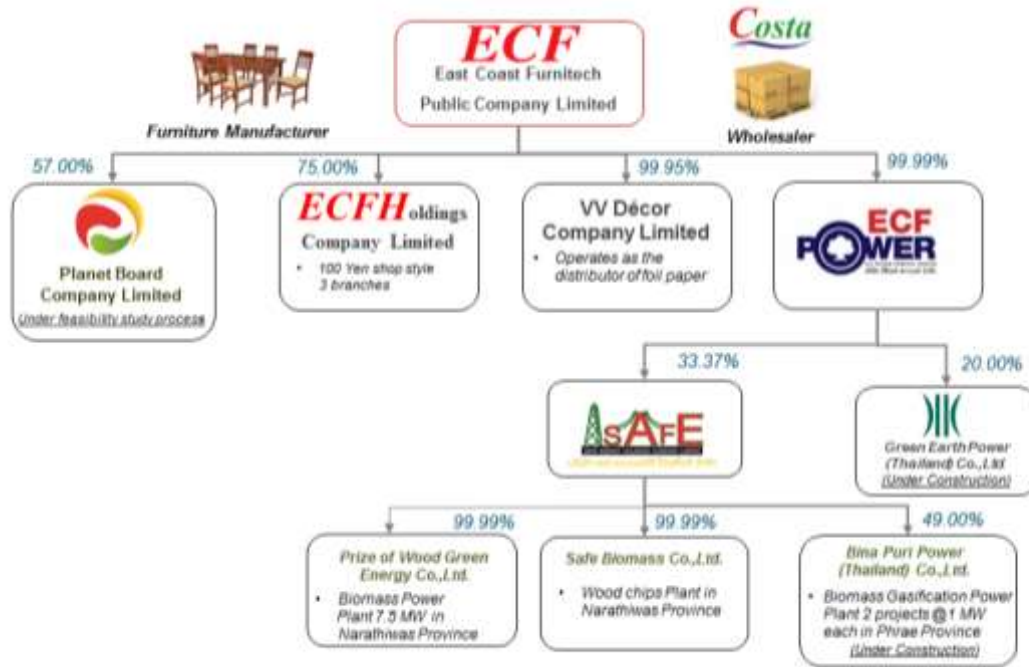 ECF
East Coast Furnitech
Public Company Limited
Costa
Furniture Manufacturer
Wholesaler
57.00%
75.00%
99.95%
99.99%
Planet Board
Company Limited
Under feasibility study process
ECFHoldings
Company Limited
• 100 Yen shop style
3 branches
VV Décor
Company Limited
• Operates as the
distributor of foil paper
ECF
POWER
33.37%
20.00%
SAFE
Green Earth Power
(Thailand) Co.,Ltd
(Under Construction)
99.99%
99.99%
49.00%
Prize of Wood Green
Energy Co.,Ltd.
• Biomass Power
Plant 7.5 MW in
Narathiwas Province
Safe Biomass Co.,Ltd.
• Wood chips Plant in
Narathiwas Province
Bina Puri Power
(Thailand) Co.,Ltd.
• Biomass Gasification Power
Plant 2 projects @1 MW
each in Phrae Province
(Under Construction)